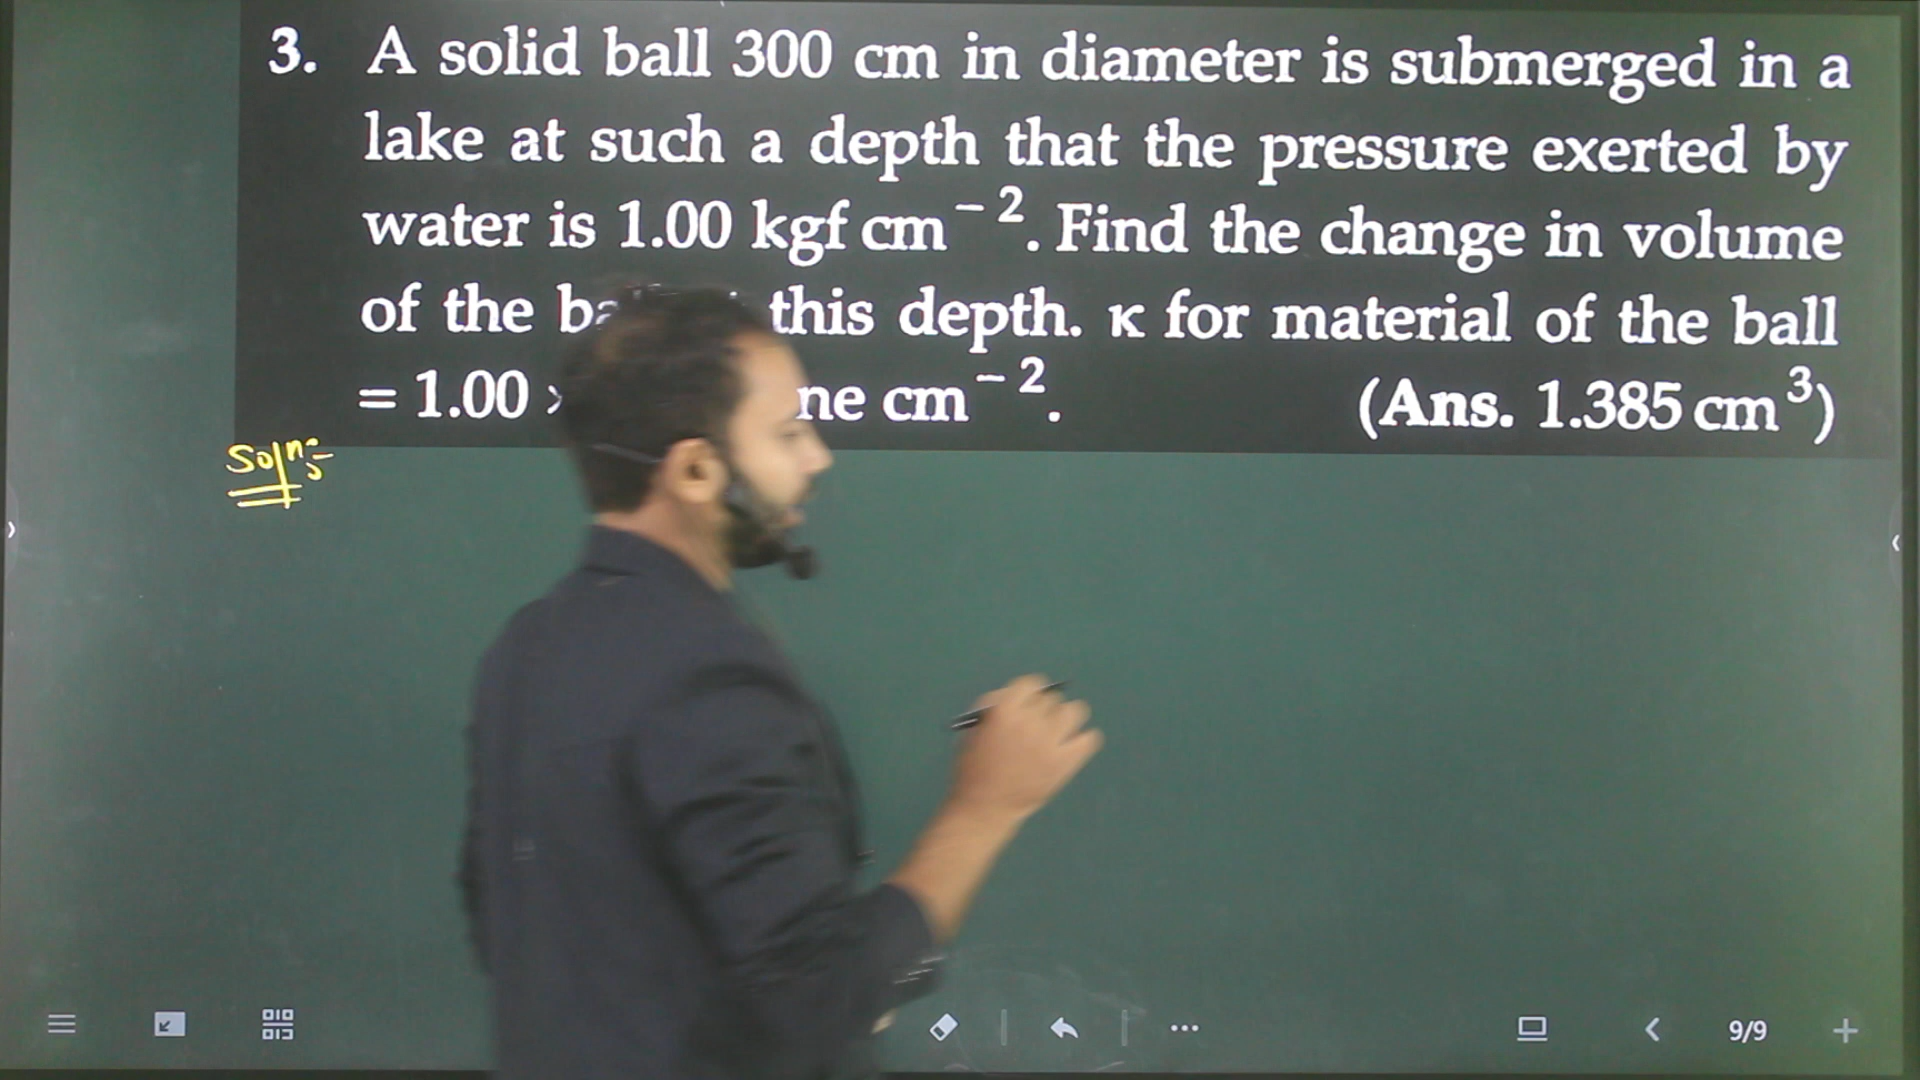 3. A solid ball 300 cm in diameter is submerged in a
lake at such a depth that the pressure exerted by
water is 1.00 kgf cm⁻². Find the change in volume
of the this depth. κ for material of the ball
= 1.00 cm⁻². (Ans. 1.385 cm³)
Soln:-
9/9